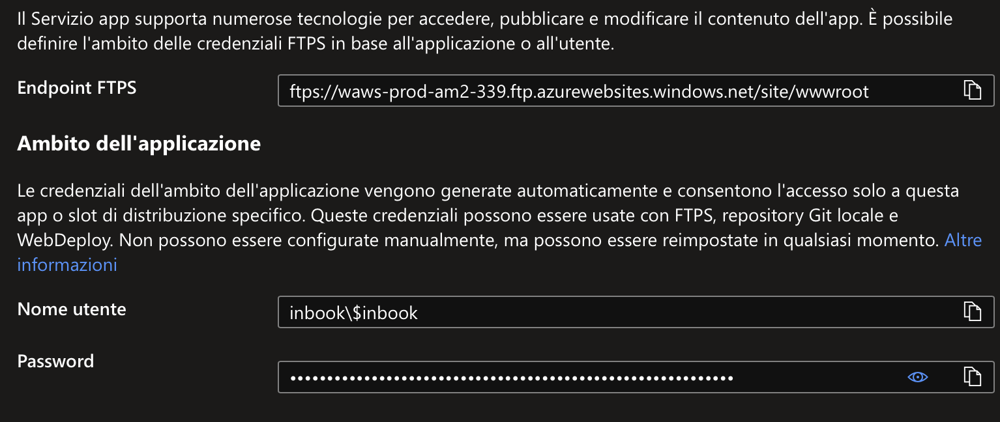 Il Servizio app supporta numerose tecnologie per accedere, pubblicare e modificare il contenuto dell'app. È possibile
definire l'ambito delle credenziali FTPS in base all'applicazione o all'utente.
Endpoint FTPS
ftps://waws-prod-am2-339.ftp.azurewebsites.windows.net/site/wwwroot
Ambito dell'applicazione
Le credenziali dell'ambito dell'applicazione vengono generate automaticamente e consentono l'accesso solo a questa
app o slot di distribuzione specifico. Queste credenziali possono essere usate con FTPS, repository Git locale e
WebDeploy. Non possono essere configurate manualmente, ma possono essere reimpostate in qualsiasi momento. Altre
informazioni
Nome utente
inbook\$inbook
Password